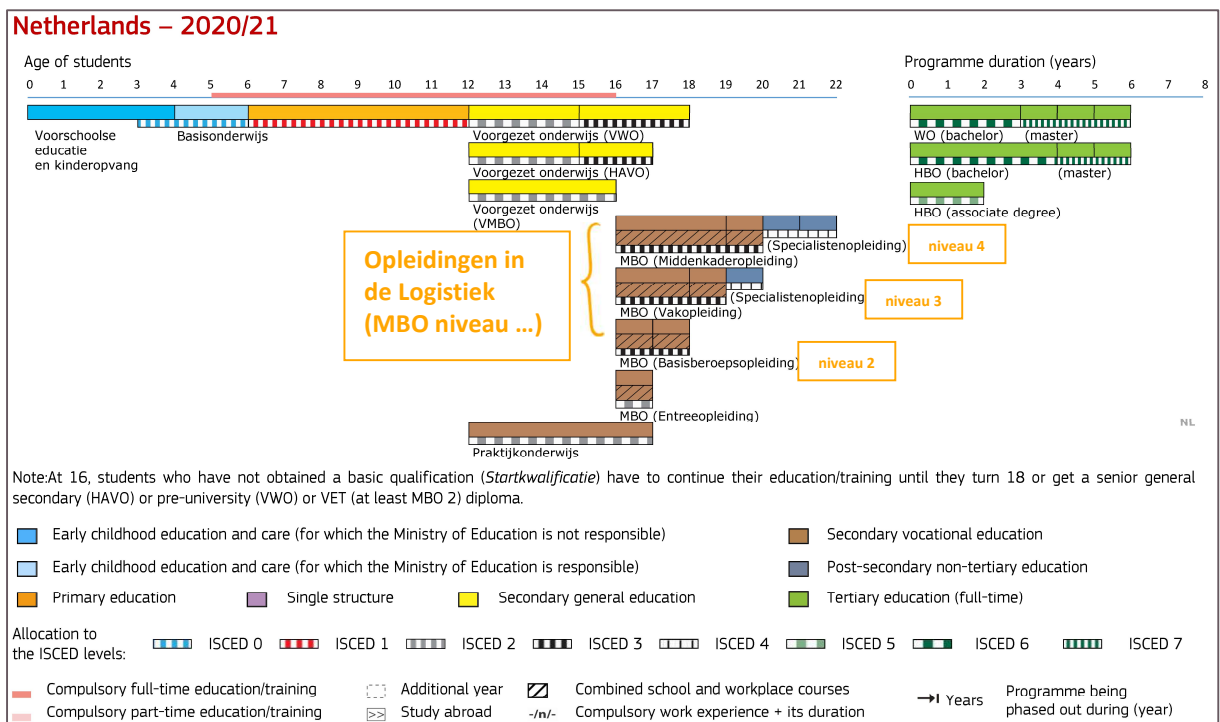 Netherlands – 2020/21
Age of students
Programme duration (years)
0 1 2 3 4 5 6 7 8 9 10 11 12 13 14 15 16 17 18 19 20 21 22
0 1 2 3 4 5 6 7 8
Voorschoolse
educatie
en kinderopvang
Basisonderwijs
Voorgezet onderwijs (VWO)
WO (bachelor)
(master)
Voorgezet onderwijs (HAVO)
HBO (bachelor)
(master)
Voorgezet onderwijs
(VMBO)
HBO (associate degree)
Opleidingen in
de Logistiek
(MBO niveau ...)
(Specialistenopleiding)
niveau 4
MBO (Middenkaderopleiding)
(Specialistenopleiding
niveau 3
MBO (Vakopleiding)
MBO (Basisberoepsopleiding)
niveau 2
MBO (Entreeopleiding)
NL
Praktijkonderwijs
Note:At 16, students who have not obtained a basic qualification (Startkwalificatie) have to continue their education/training until they turn 18 or get a senior general
secondary (HAVO) or pre-university (VWO) or VET (at least MBO 2) diploma.
Early childhood education and care (for which the Ministry of Education is not responsible)
Secondary vocational education
Early childhood education and care (for which the Ministry of Education is responsible)
Post-secondary non-tertiary education
Primary education
Single structure
Secondary general education
Tertiary education (full-time)
Allocation to
the ISCED levels:
ISCED 0
ISCED 1
ISCED 2
ISCED 3
ISCED 4
ISCED 5
ISCED 6
ISCED 7
Compulsory full-time education/training
Additional year
Combined school and workplace courses
Years
Programme being
phased out during (year)
Compulsory part-time education/training
>> Study abroad
-/n/- Compulsory work experience + its duration